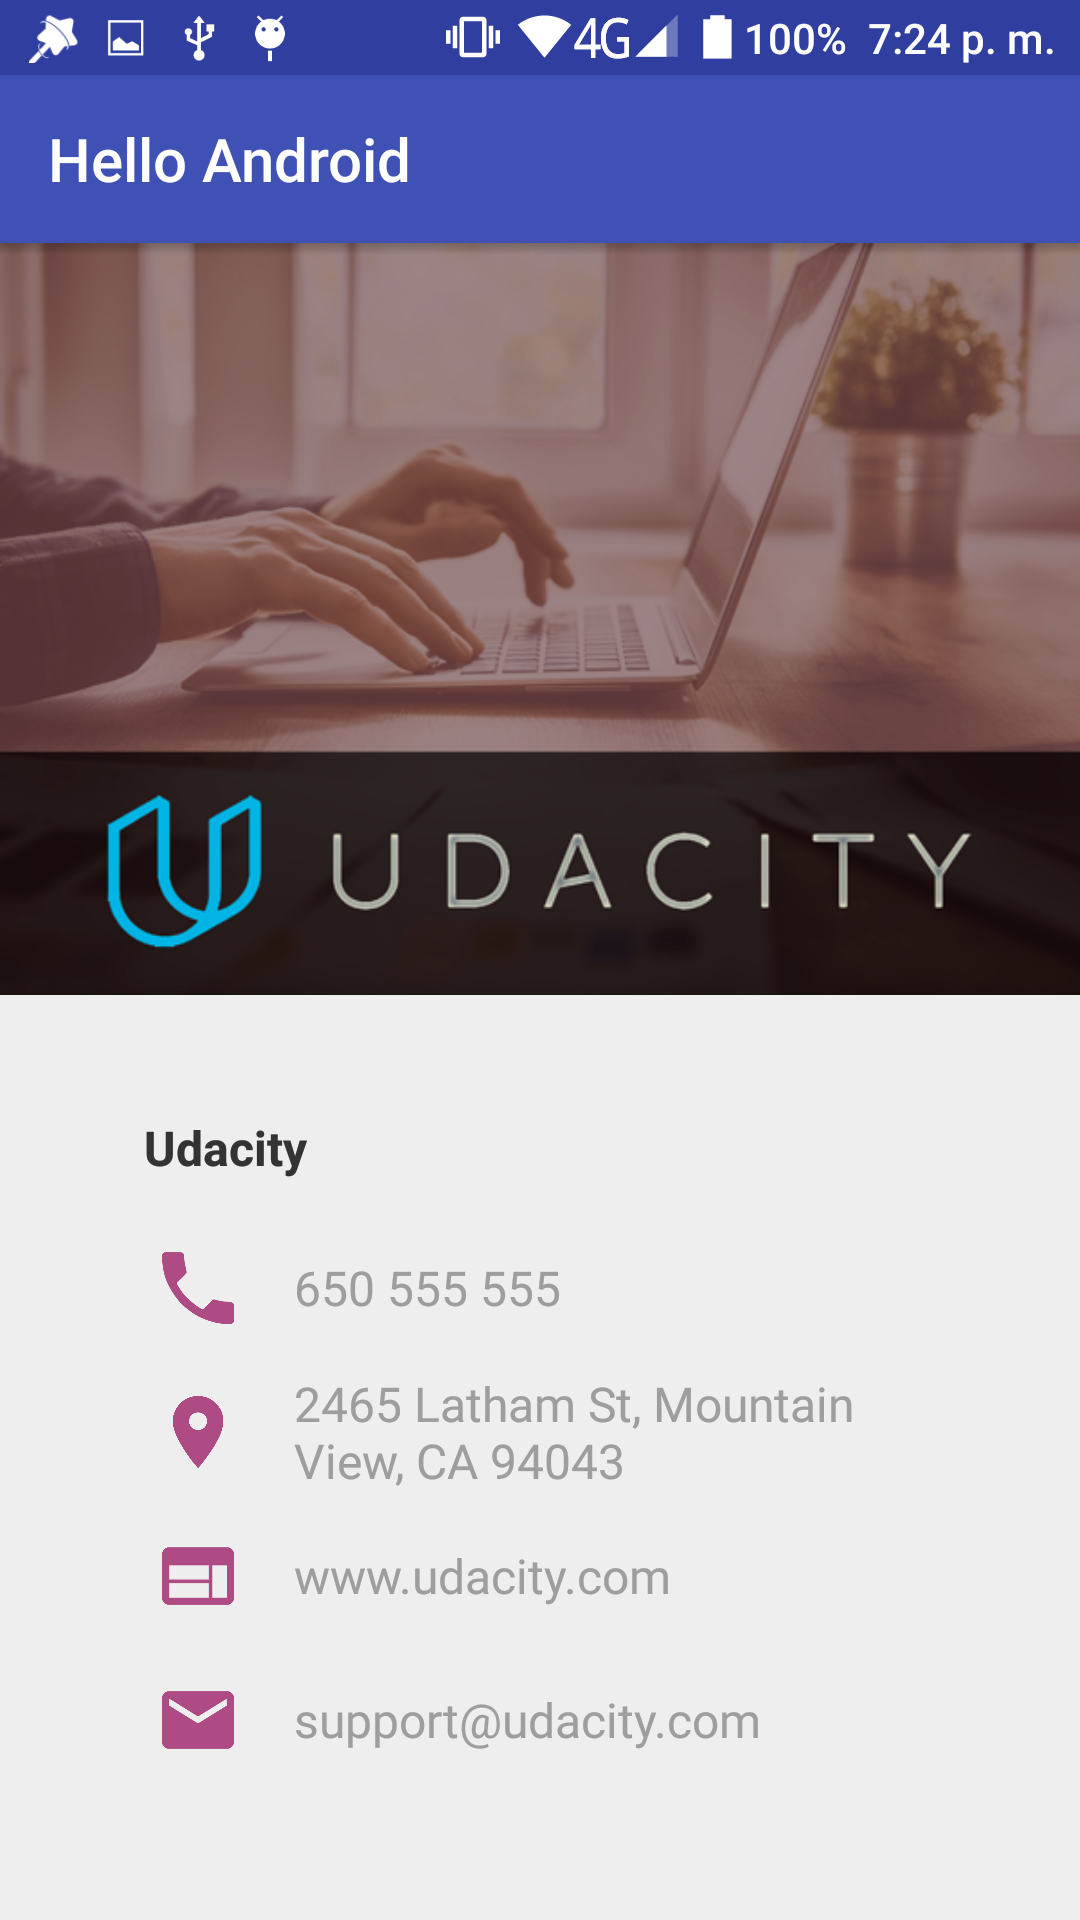 4G 100% 7:24 p. m.
Hello Android
UDACITY
Udacity
650 555 555
2465 Latham St, Mountain
View, CA 94043
www.udacity.com
support@udacity.com